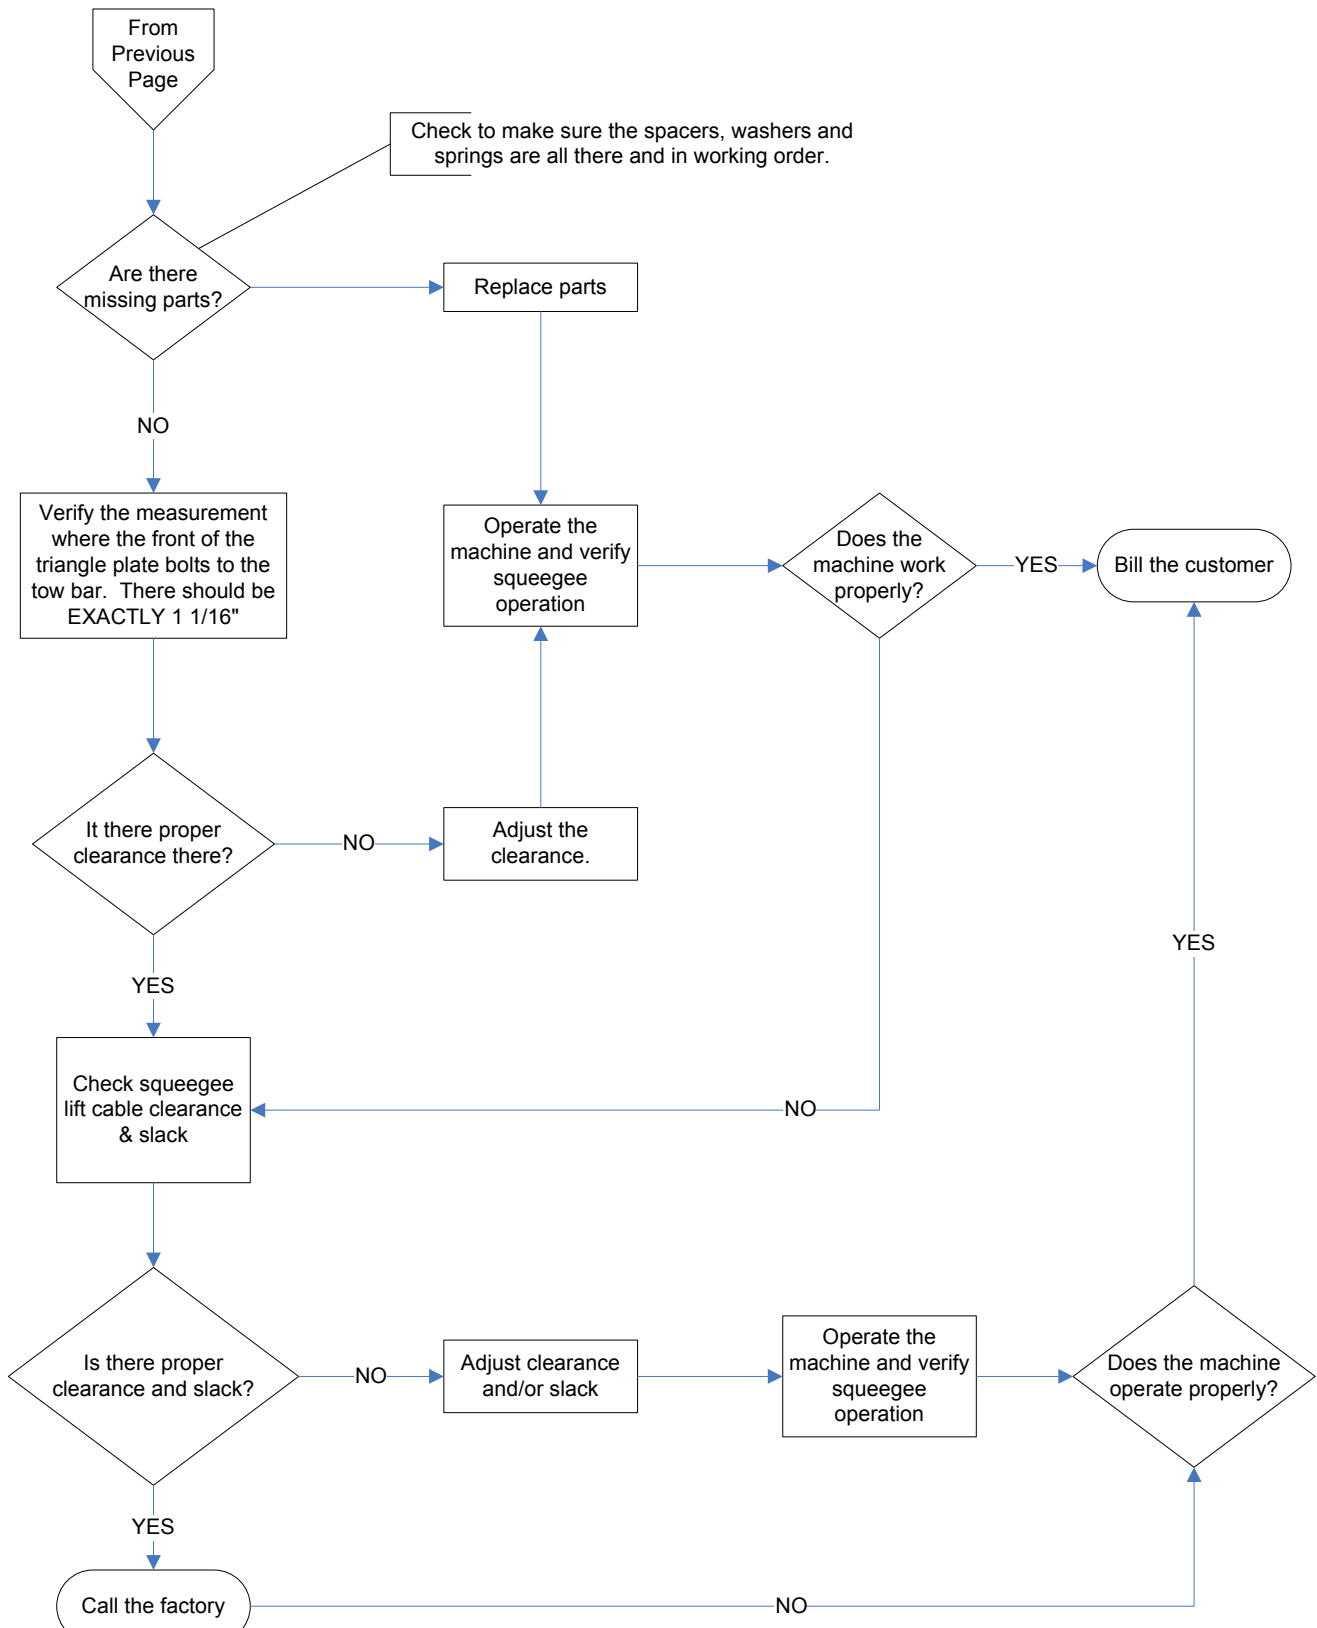 From
Previous
Page
Check to make sure the spacers, washers and
springs are all there and in working order.
Are there
missing parts?
Replace parts
NO
Verify the measurement
where the front of the
triangle plate bolts to the
tow bar.  There should be
EXACTLY 1 1/16"
Operate the
machine and verify
squeegee
operation
Does the
machine work
properly?
YES
Bill the customer
It there proper
clearance there?
NO
Adjust the
clearance.
YES
YES
Check squeegee
lift cable clearance
& slack
NO
Is there proper
clearance and slack?
NO
Adjust clearance
and/or slack
Operate the
machine and verify
squeegee
operation
Does the machine
operate properly?
YES
Call the factory
NO